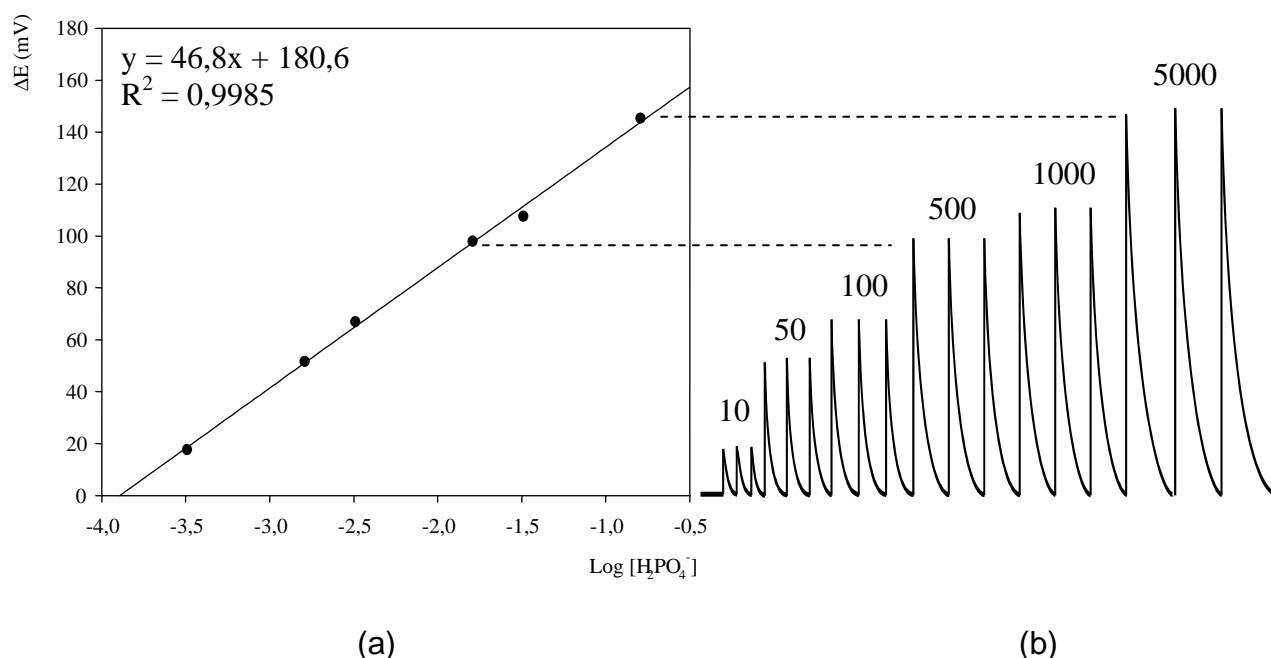 180
160
140
120
100
80
60
40
20
0
ΔE (mV)
y = 46,8x + 180,6
R² = 0,9985
-4,0 -3,5 -3,0 -2,5 -2,0 -1,5 -1,0 -0,5
Log [H₂PO₄⁻]
10
50
100
500
1000
5000
(a)
(b)